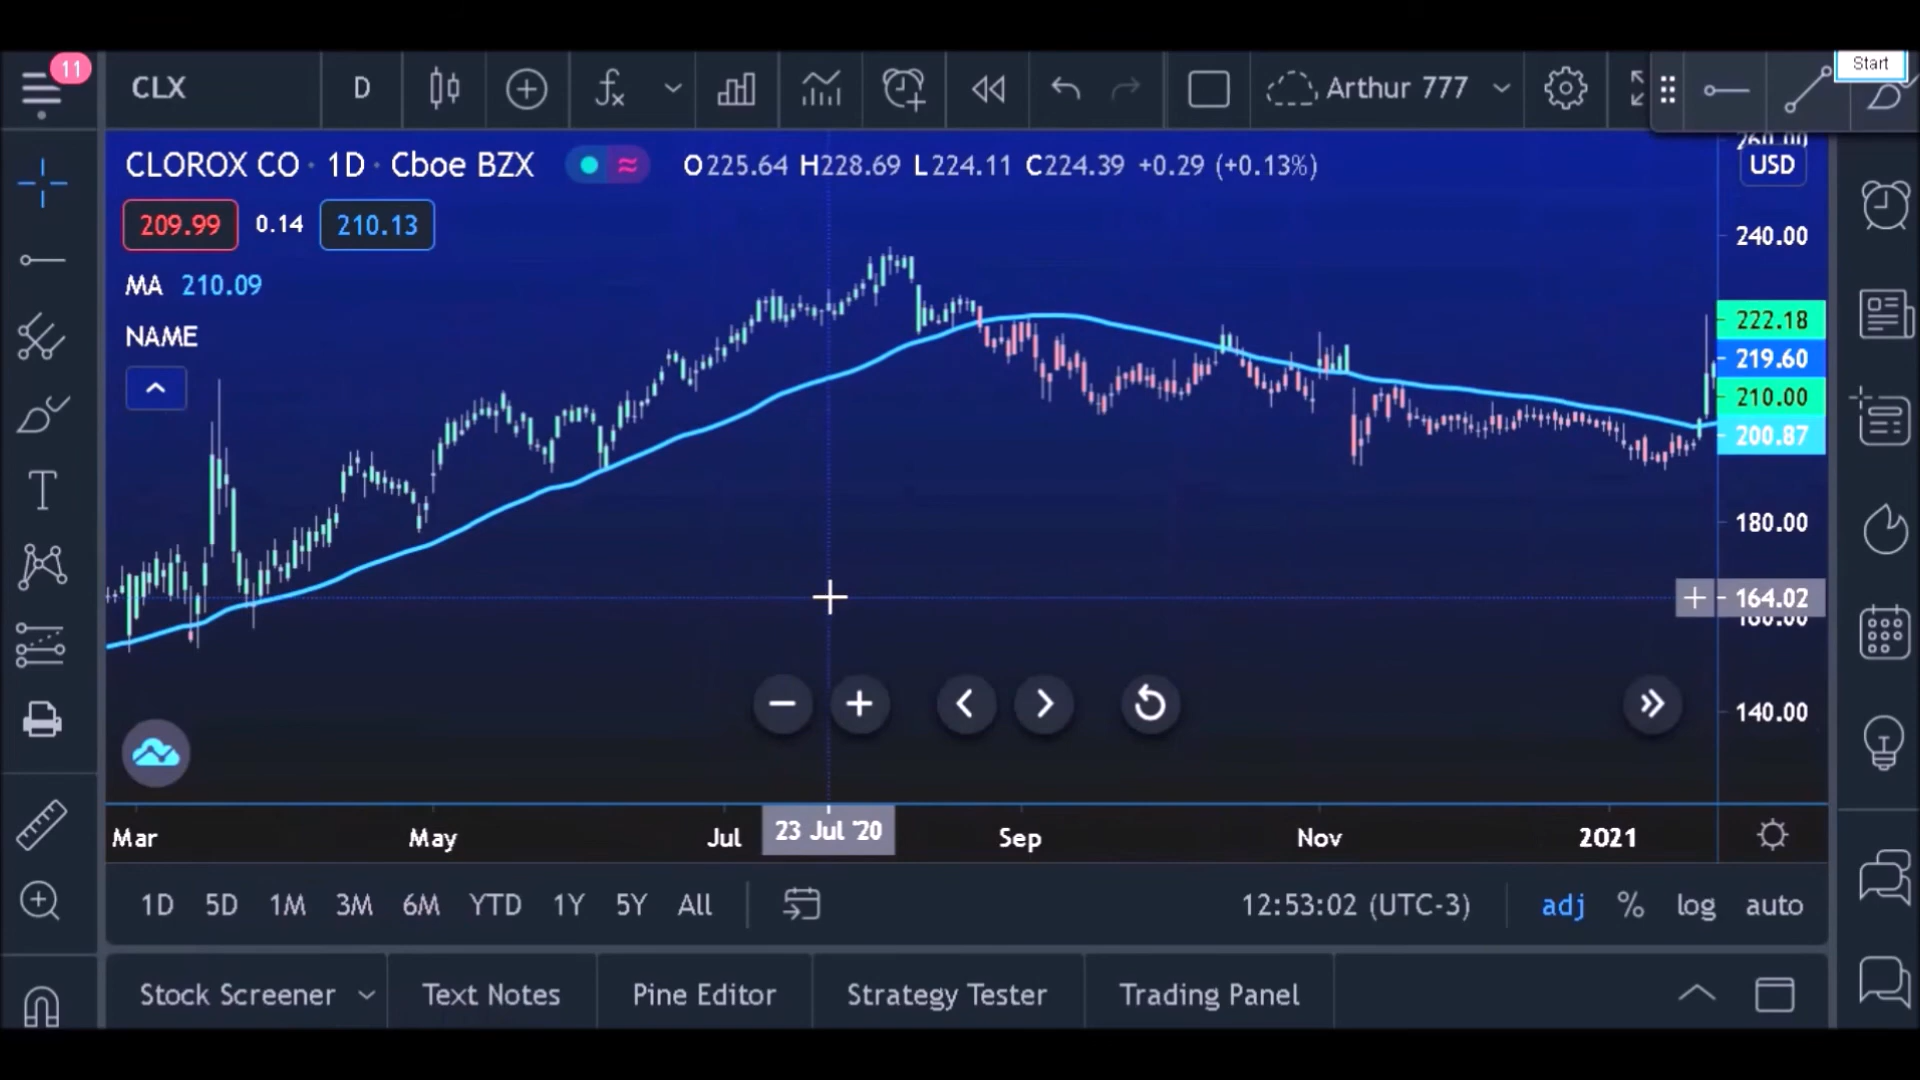 11
CLX
D
fx
Arthur 777
Start
CLOROX CO · 1D · Cboe BZX
O225.64 H228.69 L224.11 C224.39 +0.29 (+0.13%)
209.99 0.14 210.13
MA 210.09
NAME
260.00
USD
240.00
222.18
219.60
210.00
200.87
180.00
164.02
160.00
140.00
Mar May Jul 23 Jul '20 Sep Nov 2021
1D 5D 1M 3M 6M YTD 1Y 5Y All
12:53:02 (UTC-3)
adj % log auto
Stock Screener Text Notes Pine Editor Strategy Tester Trading Panel